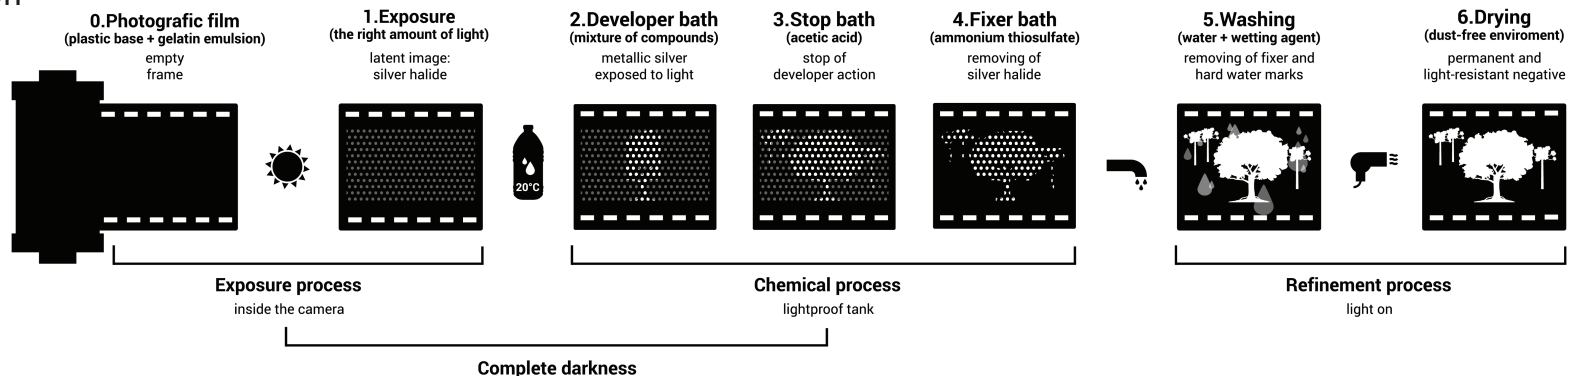 0.Photografic film
(plastic base + gelatin emulsion)
empty
frame
1.Exposure
(the right amount of light)
latent image:
silver halide
20°C
2.Developer bath
(mixture of compounds)
metallic silver
exposed to light
3.Stop bath
(acetic acid)
stop of
developer action
4.Fixer bath
(ammonium thiosulfate)
removing of
silver halide
5.Washing
(water + wetting agent)
removing of fixer and
hard water marks
6.Drying
(dust-free enviroment)
permanent and
light-resistant negative
Exposure process
inside the camera
Chemical process
lightproof tank
Refinement process
light on
Complete darkness